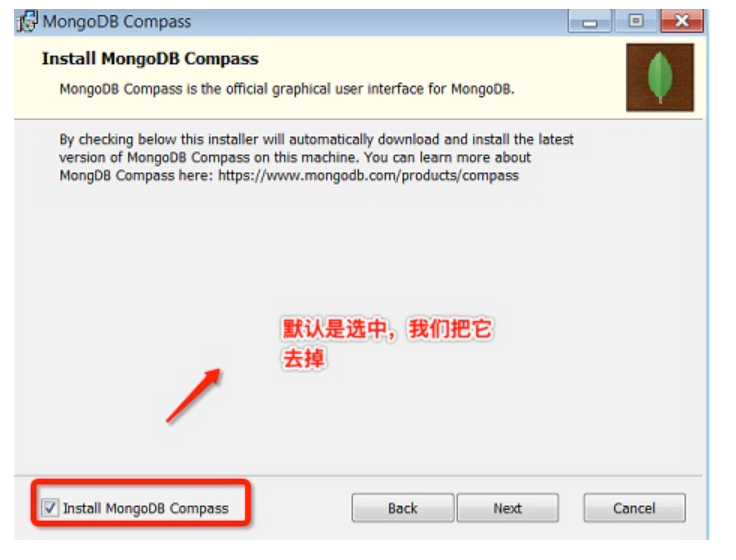 MongoDB Compass
Install MongoDB Compass
MongoDB Compass is the official graphical user interface for MongoDB.
By checking below this installer will automatically download and install the latest
version of MongoDB Compass on this machine. You can learn more about
MongDB Compass here: https://www.mongodb.com/products/compass
默认是选中，我们把它
去掉
Install MongoDB Compass
Back
Next
Cancel